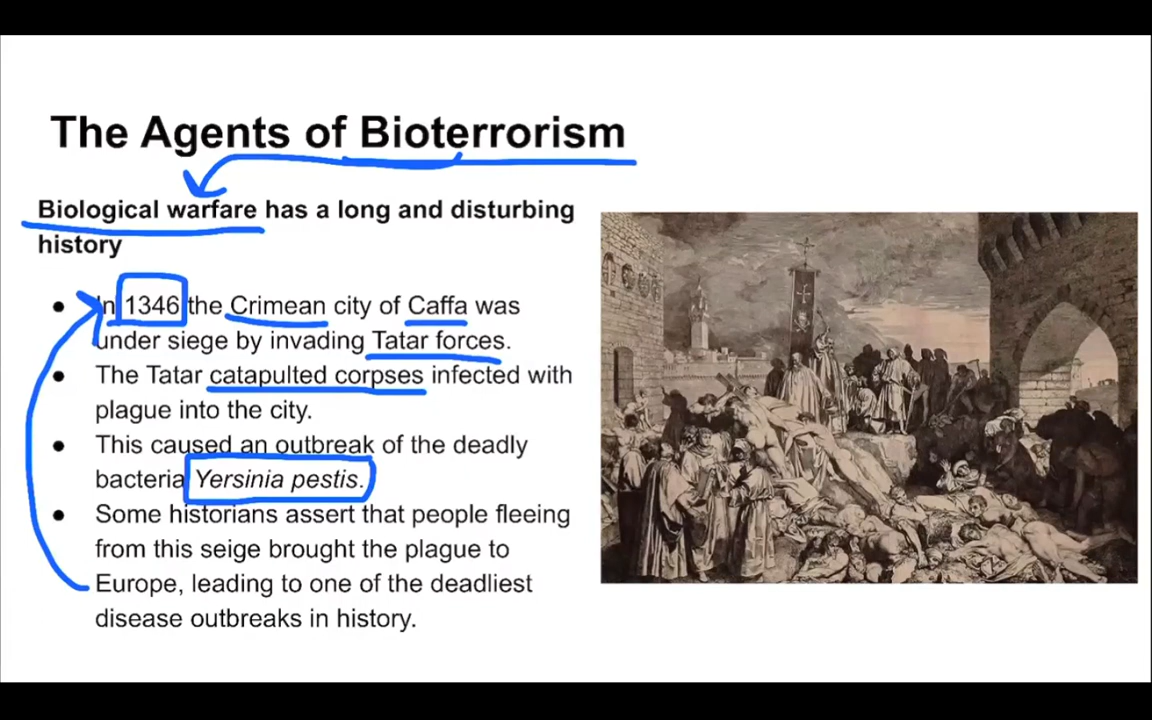 The Agents of Bioterrorism
Biological warfare has a long and disturbing
history
● In 1346 the Crimean city of Caffa was
under siege by invading Tatar forces.
● The Tatar catapulted corpses infected with
plague into the city.
● This caused an outbreak of the deadly
bacteria Yersinia pestis.
● Some historians assert that people fleeing
from this seige brought the plague to
Europe, leading to one of the deadliest
disease outbreaks in history.